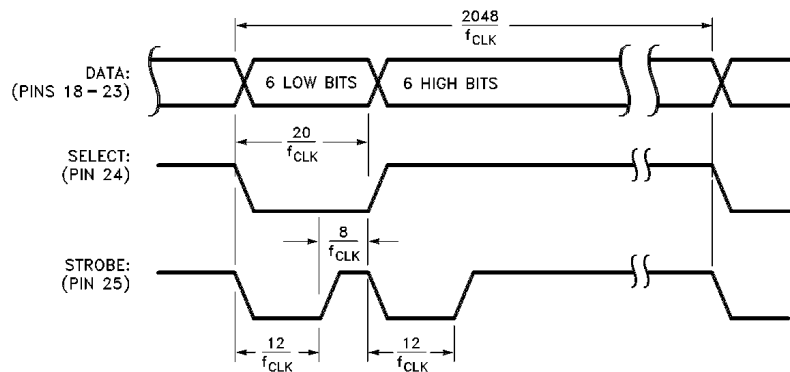 2048
fCLK
DATA:
(PINS 18–23)
6 LOW BITS
6 HIGH BITS
20
fCLK
SELECT:
(PIN 24)
8
fCLK
STROBE:
(PIN 25)
12
fCLK
12
fCLK